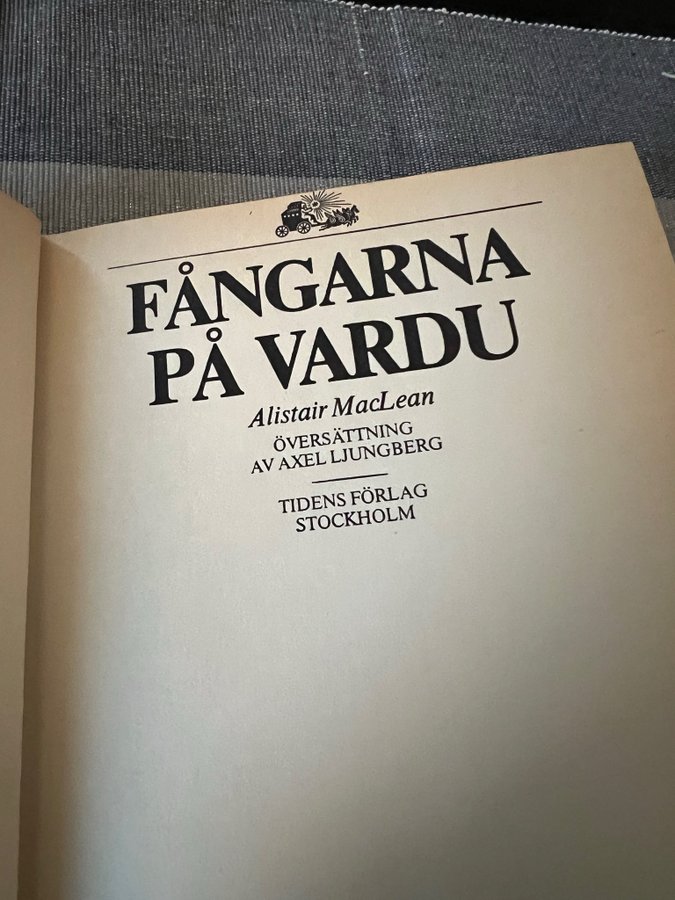 FÅNGARNA
PÅ VARDU
Alistair MacLean
ÖVERSÄTTNING
AV AXEL LJUNGBERG
TIDENS FÖRLAG
STOCKHOLM